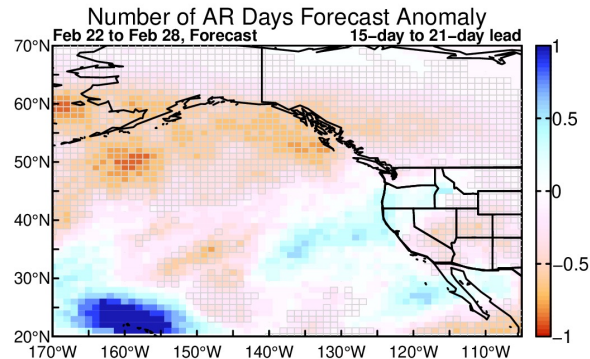 Number of AR Days Forecast Anomaly
Feb 22 to Feb 28, Forecast 15-day to 21-day lead
70°N
60°N
50°N
40°N
30°N
20°N
170°W 160°W 150°W 140°W 130°W 120°W 110°W
1
0.5
0
−0.5
−1